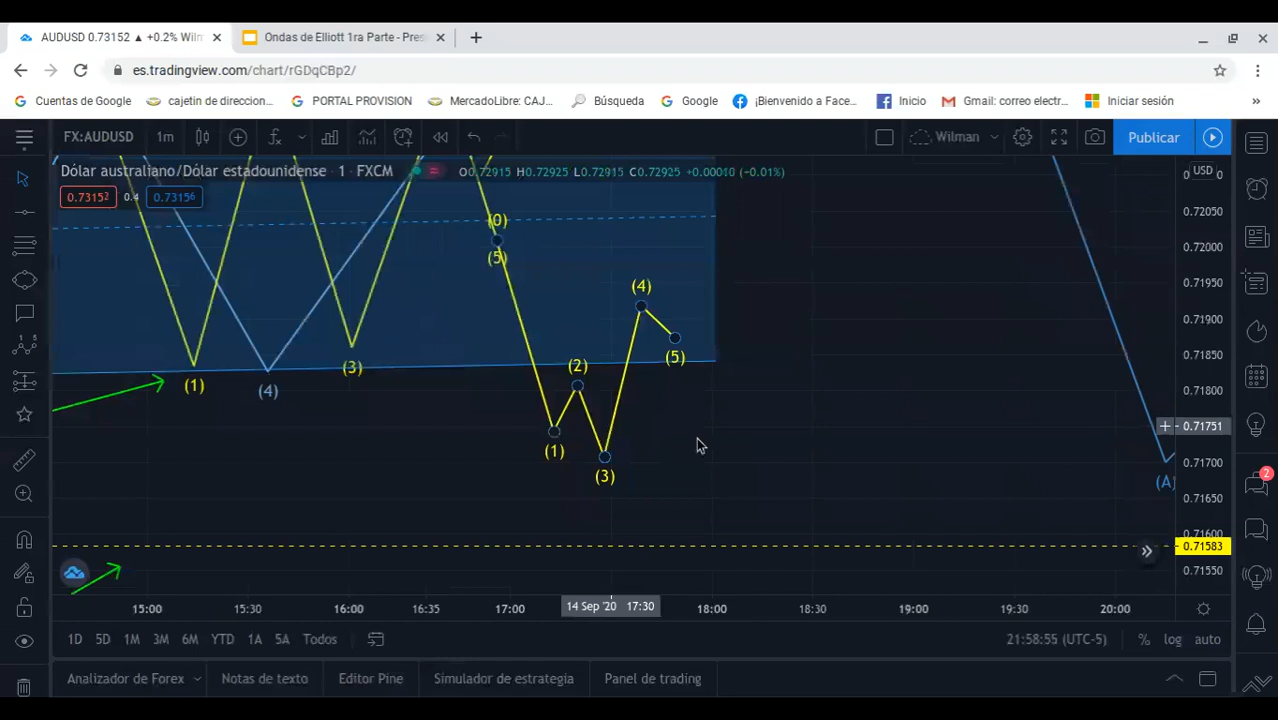 AUDUSD 0.73152 ▲ +0.2% Wilm
Ondas de Elliott 1ra Parte - Pres
es.tradingview.com/chart/rGDqCBp2/
Cuentas de Google
cajetin de direccion...
PORTAL PROVISION
MercadoLibre: CAJ...
Búsqueda
Google
¡Bienvenido a Face...
Inicio
Gmail: correo electr...
Iniciar sesión
»
FX:AUDUSD
1m
Wilman
Publicar
Dólar australiano/Dólar estadounidense · 1 · FXCM
O0.72915 H0.72925 L0.72915 C0.72925 +0.00010 (−0.01%)
USD
0.73152
0.4
0.73156
0.72050
0.72000
0.71950
0.71900
0.71850
0.71800
0.71751
0.71700
0.71650
0.71600
0.71583
0.71550
(0)
(5)
(4)
(5)
(2)
(3)
(1)
(4)
(1)
(3)
(A)
2
15:00
15:30
16:00
16:35
17:00
14 Sep '20 17:30
18:00
18:30
19:00
19:30
20:00
1D
5D
1M
3M
6M
YTD
1A
5A
Todos
21:58:55 (UTC-5)
%
log
auto
Analizador de Forex
Notas de texto
Editor Pine
Simulador de estrategia
Panel de trading